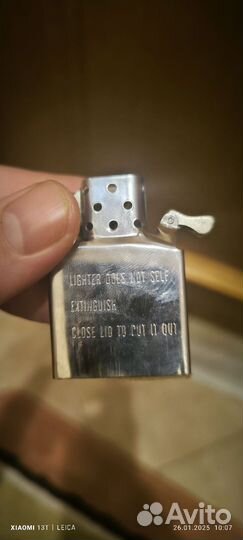 LIGHTER DOES NOT SELF
EXTINGUISH
CLOSE LID TO PUT IT OUT
XIAOMI 13T | LEICA
26.01.2025 10:07
Avito